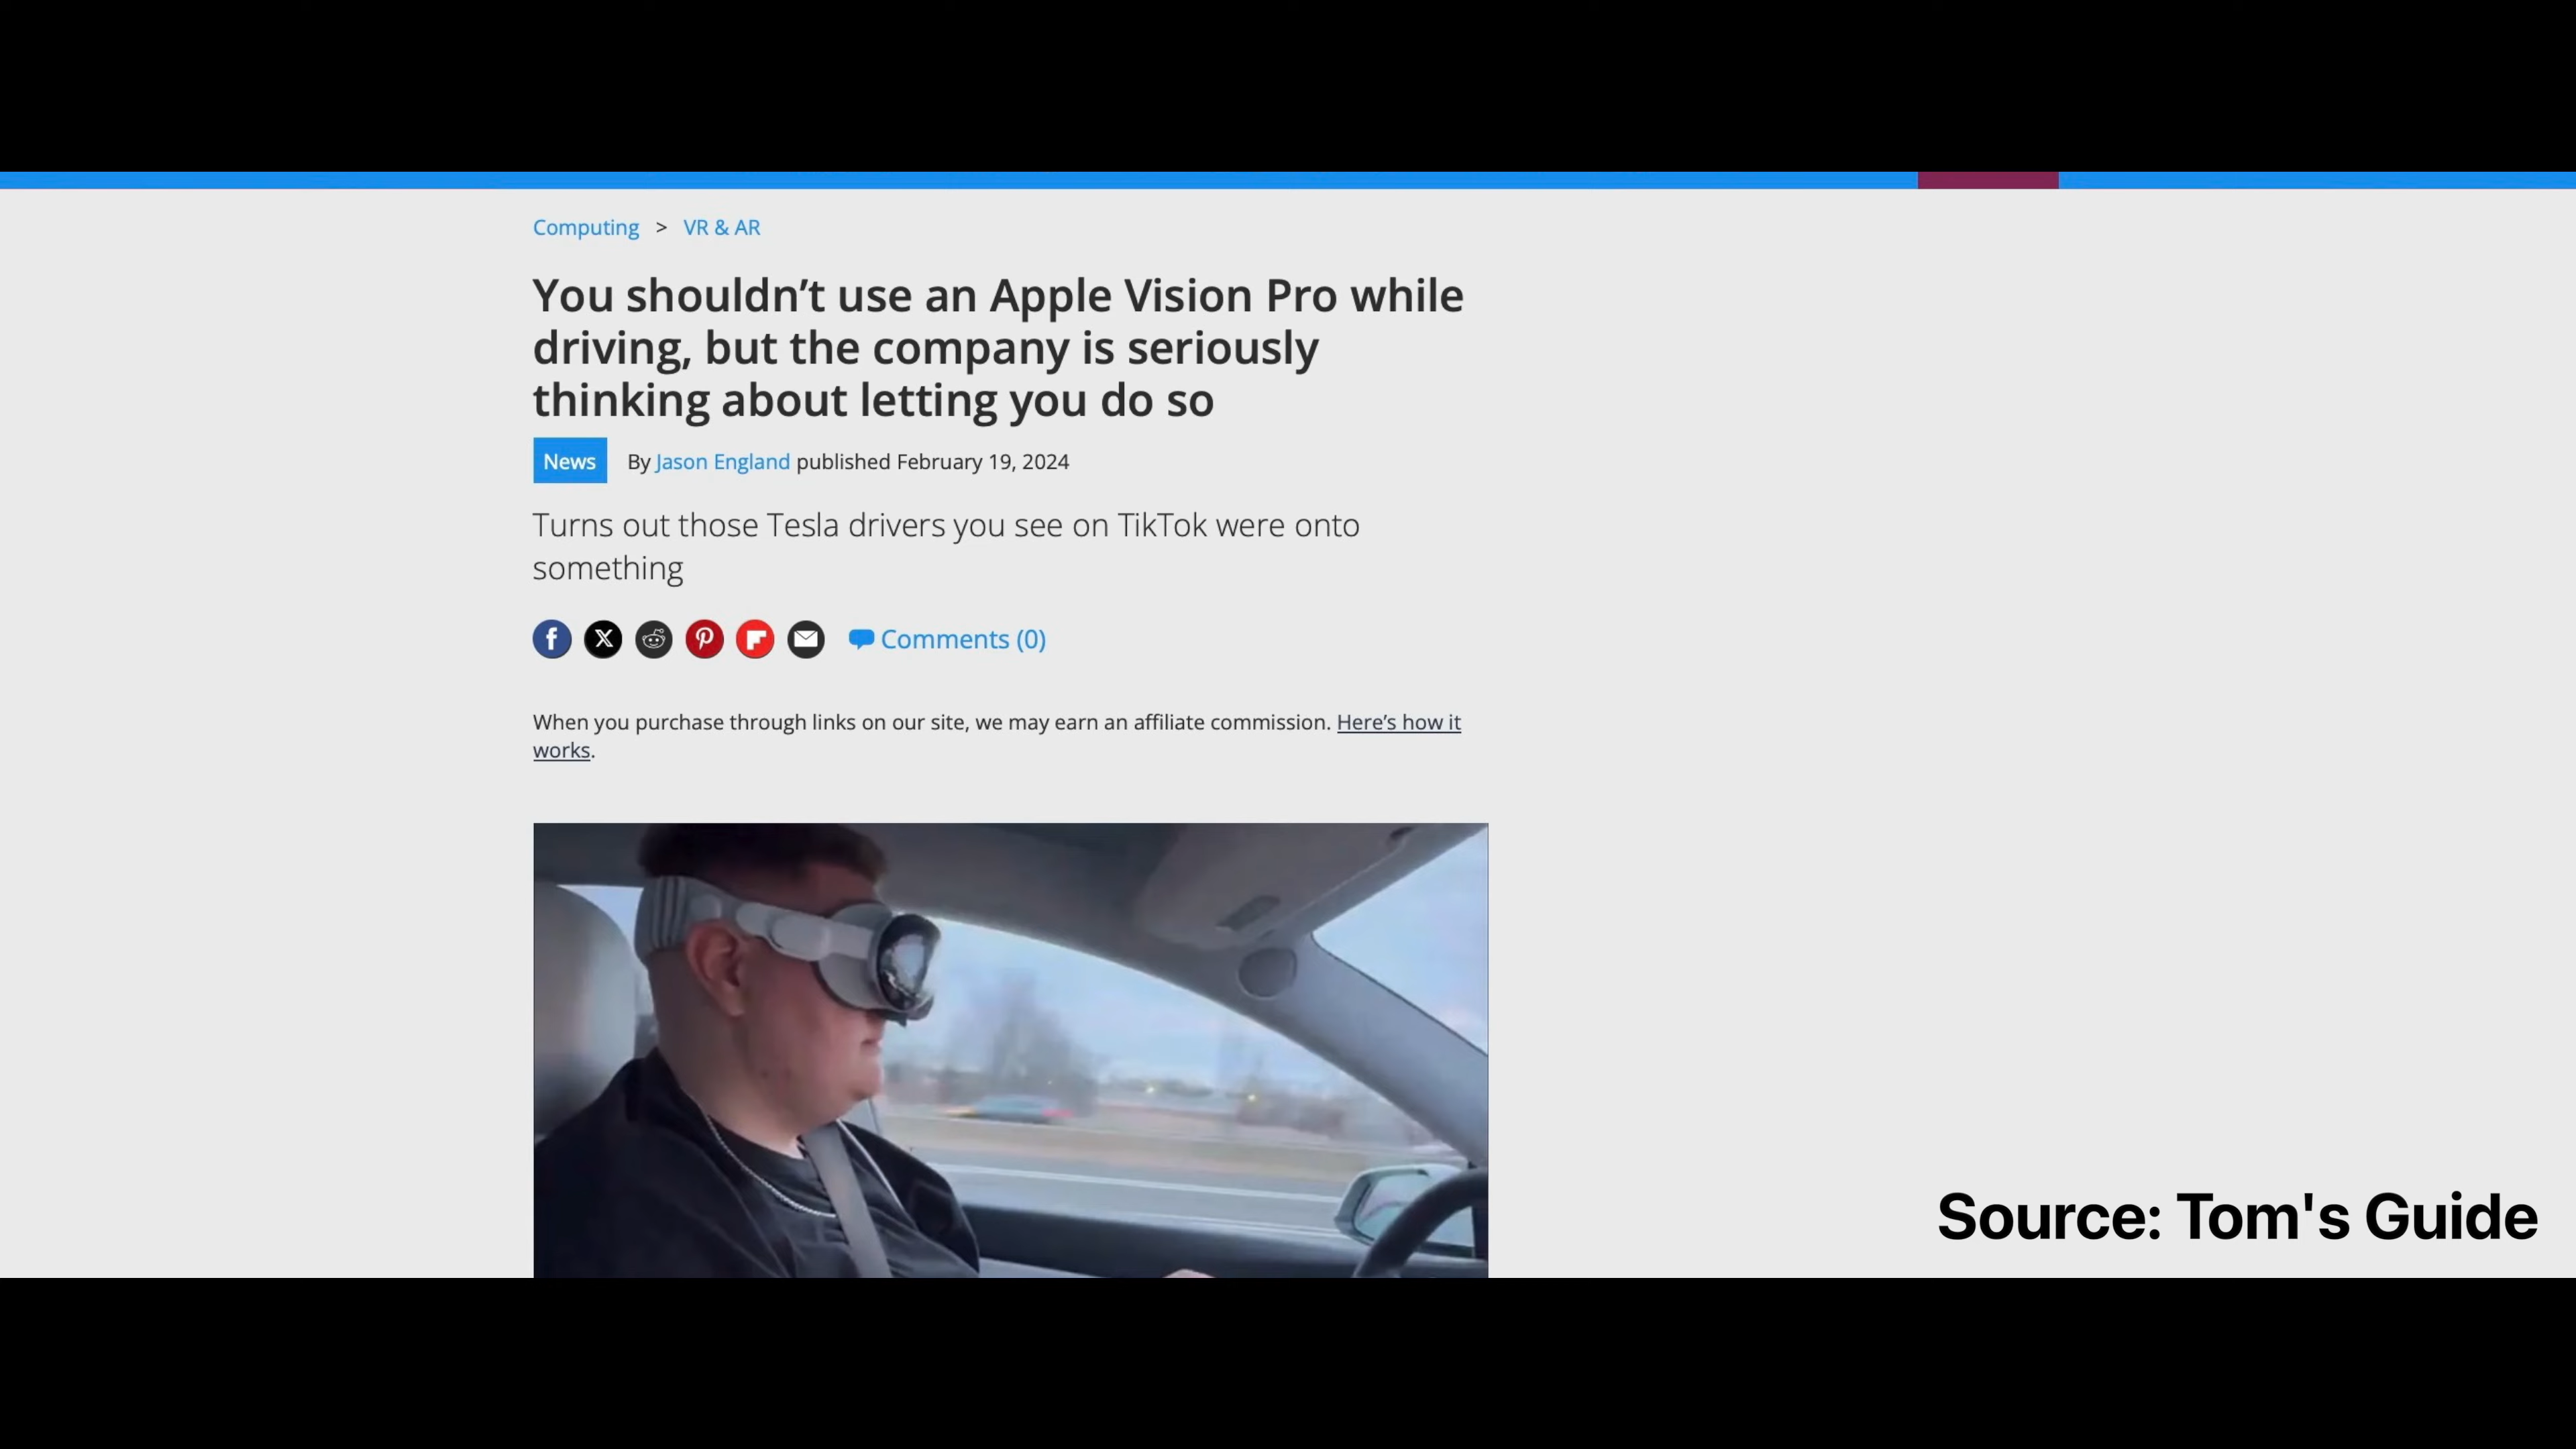 Computing > VR & AR
You shouldn’t use an Apple Vision Pro while
driving, but the company is seriously
thinking about letting you do so
News By Jason England published February 19, 2024
Turns out those Tesla drivers you see on TikTok were onto
something
Comments (0)
When you purchase through links on our site, we may earn an affiliate commission. Here’s how it
works.
Source: Tom's Guide